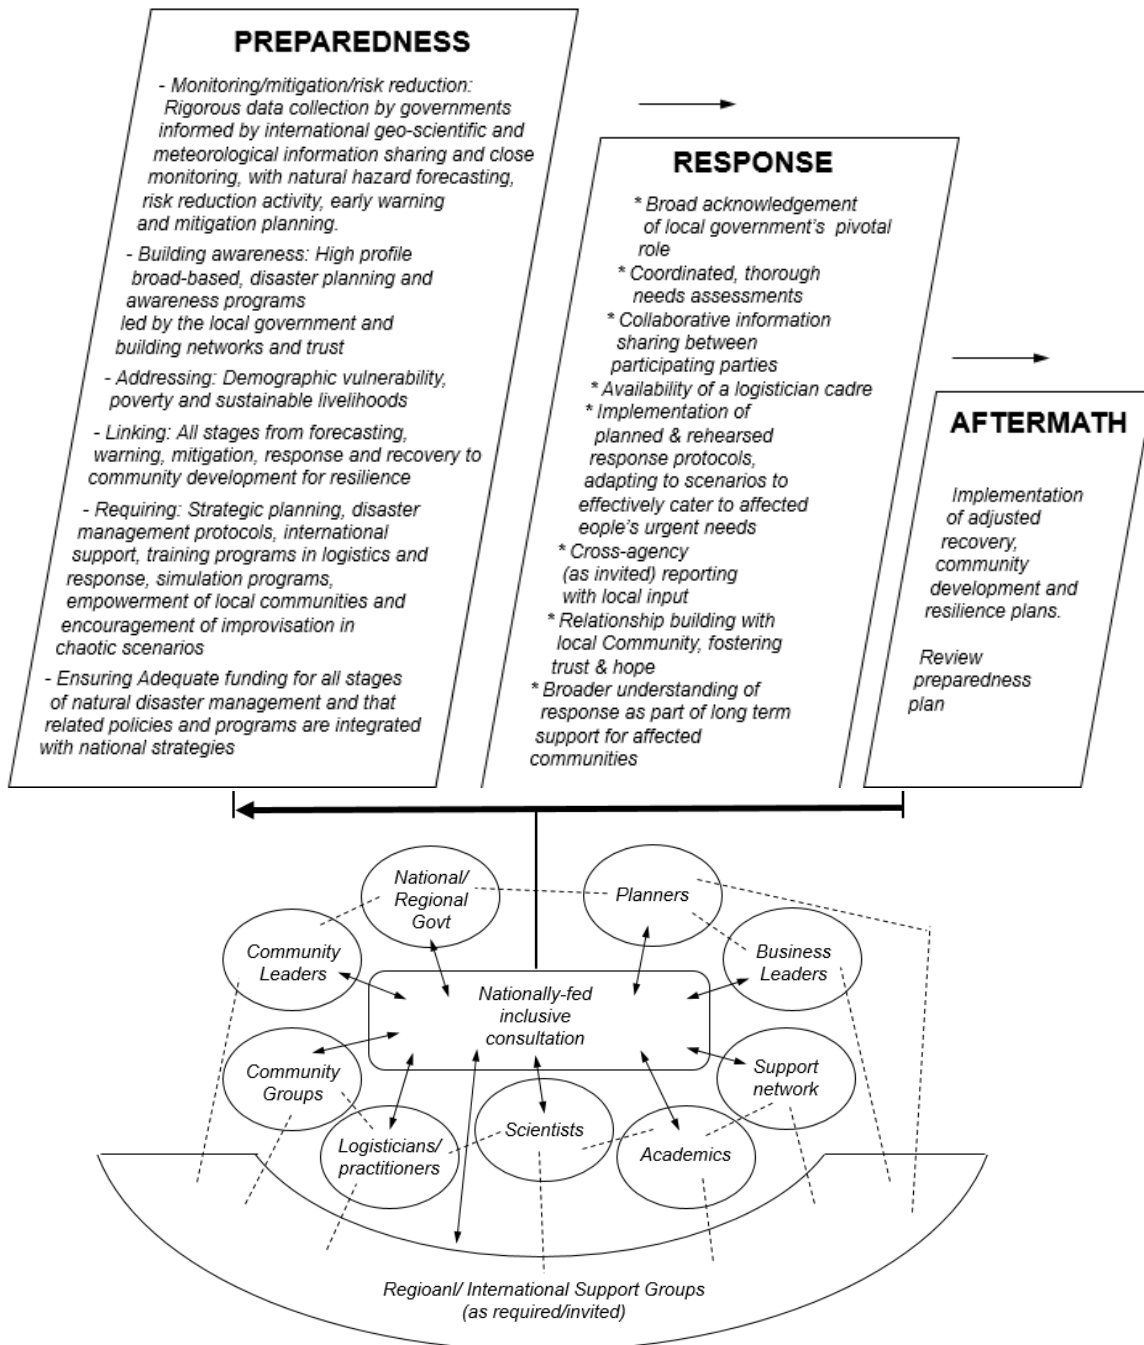 PREPAREDNESS
- Monitoring/mitigation/risk reduction:
Rigorous data collection by governments
informed by international geo-scientific and
meteorological information sharing and close
monitoring, with natural hazard forecasting,
risk reduction activity, early warning
and mitigation planning.
- Building awareness: High profile
broad-based, disaster planning and
awareness programs
led by the local government and
building networks and trust
- Addressing: Demographic vulnerability,
poverty and sustainable livelihoods
- Linking: All stages from forecasting,
warning, mitigation, response and recovery to
community development for resilience
- Requiring: Strategic planning, disaster
management protocols, international
support, training programs in logistics and
response, simulation programs,
empowerment of local communities and
encouragement of improvisation in
chaotic scenarios
- Ensuring Adequate funding for all stages
of natural disaster management and that
related policies and programs are integrated
with national strategies
RESPONSE
* Broad acknowledgement
of local government's pivotal
role
* Coordinated, thorough
needs assessments
* Collaborative information
sharing between
participating parties
* Availability of a logistician cadre
* Implementation of
planned & rehearsed
response protocols,
adapting to scenarios to
effectively cater to affected
eople's urgent needs
* Cross-agency
(as invited) reporting
with local input
* Relationship building with
local Community, fostering
trust & hope
* Broader understanding of
response as part of long term
support for affected
communities
AFTERMATH
Implementation
of adjusted
recovery,
community
development and
resilience plans.
Review
preparedness
plan
National/
Regional
Govt
Planners
Community
Leaders
Business
Leaders
Nationally-fed
inclusive
consultation
Community
Groups
Support
network
Logisticians/
practitioners
Scientists
Academics
Regioanl/ International Support Groups
(as required/invited)